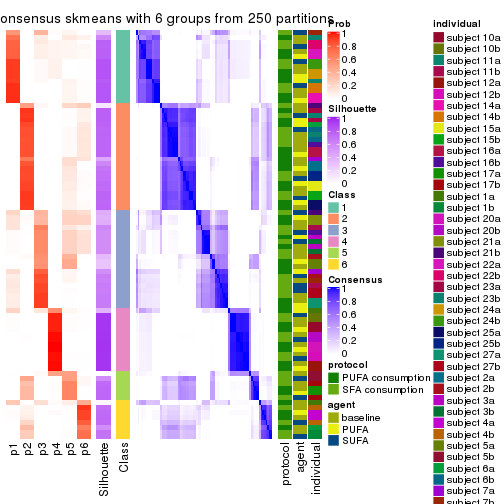 onsensus skmeans with 6 groups from 250 partitions
Prob
1
0.8
0.6
0.4
0.2
0
Silhouette
1
0.8
0.6
0.4
0.2
0
Class
1
2
3
4
5
6
Consensus
1
0.8
0.6
0.4
0.2
0
protocol
PUFA consumption
SFA consumption
agent
baseline
PUFA
SUFA
individual
subject 10a
subject 10b
subject 11a
subject 11b
subject 12a
subject 12b
subject 14a
subject 14b
subject 15a
subject 15b
subject 16a
subject 16b
subject 17a
subject 17b
subject 1a
subject 1b
subject 20a
subject 20b
subject 21a
subject 21b
subject 22a
subject 22b
subject 23a
subject 23b
subject 24a
subject 24b
subject 25a
subject 25b
subject 27a
subject 27b
subject 2a
subject 2b
subject 3a
subject 3b
subject 4a
subject 4b
subject 5a
subject 5b
subject 6a
subject 6b
subject 7a
subject 7b
p1
p2
p3
p4
p5
p6
Silhouette
Class
protocol
agent
individual